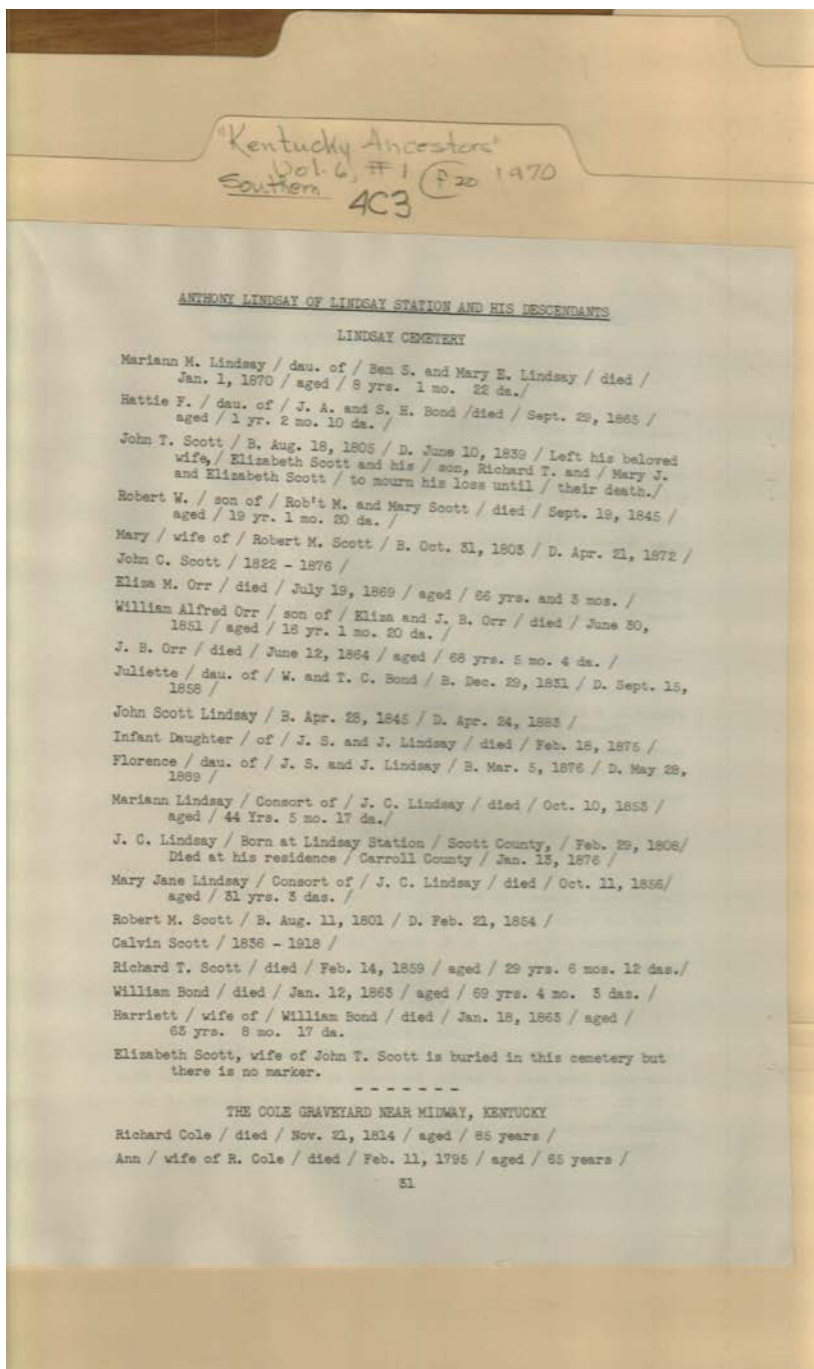 "Kentucky Ancestors"
Vol. 6, #1 P 20 1970
Southern
4C3
ANTHONY LINDSAY OF LINDSAY STATION AND HIS DESCENDANTS
LINDSAY CEMETERY
Mariann M. Lindsay / dau. of / Ben S. and Mary E. Lindsay / died /
Jan. 1, 1870 / aged / 8 yrs. 1 mo. 22 da./
Hattie F. / dau. of / J. A. and S. H. Bond /died / Sept. 29, 1865 /
aged / 1 yr. 2 mo. 10 da. /
John T. Scott / B. Aug. 18, 1805 / D. June 10, 1839 / Left his beloved
wife, / Elizabeth Scott and his / son, Richard T. and / Mary J.
and Elizabeth Scott / to mourn his loss until / their death./
Robert W. / son of / Rob't M. and Mary Scott / died / Sept. 19, 1845 /
aged / 19 yr. 1 mo. 20 da. /
Mary / wife of / Robert M. Scott / B. Oct. 31, 1803 / D. Apr. 21, 1872 /
John C. Scott / 1822 - 1876 /
Eliza M. Orr / died / July 19, 1869 / aged / 66 yrs. and 3 mos. /
William Alfred Orr / son of / Eliza and J. B. Orr / died / June 30,
1851 / aged / 16 yr. 1 mo. 20 da. /
J. B. Orr / died / June 12, 1864 / aged / 68 yrs. 5 mo. 4 da. /
Juliette / dau. of / W. and T. C. Bond / B. Dec. 29, 1831 / D. Sept. 15,
1858 /
John Scott Lindsay / B. Apr. 28, 1845 / D. Apr. 24, 1883 /
Infant Daughter / of / J. S. and J. Lindsay / died / Feb. 18, 1875 /
Florence / dau. of / J. S. and J. Lindsay / B. Mar. 5, 1876 / D. May 28,
1889 /
Mariann Lindsay / Consort of / J. C. Lindsay / died / Oct. 10, 1853 /
aged / 44 Yrs. 5 mo. 17 da./
J. C. Lindsay / Born at Lindsay Station / Scott County, / Feb. 29, 1808/
Died at his residence / Carroll County / Jan. 13, 1876 /
Mary Jane Lindsay / Consort of / J. C. Lindsay / died / Oct. 11, 1856/
aged / 31 yrs. 3 das. /
Robert M. Scott / B. Aug. 11, 1801 / D. Feb. 21, 1854 /
Calvin Scott / 1836 - 1918 /
Richard T. Scott / died / Feb. 14, 1859 / aged / 29 yrs. 6 mos. 12 das./
William Bond / died / Jan. 12, 1863 / aged / 69 yrs. 4 mo. 3 das. /
Harriett / wife of / William Bond / died / Jan. 18, 1863 / aged /
63 yrs. 8 mo. 17 da.
Elizabeth Scott, wife of John T. Scott is buried in this cemetery but
there is no marker.
- - - - - - -
THE COLE GRAVEYARD NEAR MIDWAY, KENTUCKY
Richard Cole / died / Nov. 21, 1814 / aged / 85 years /
Ann / wife of R. Cole / died / Feb. 11, 1795 / aged / 65 years /
31